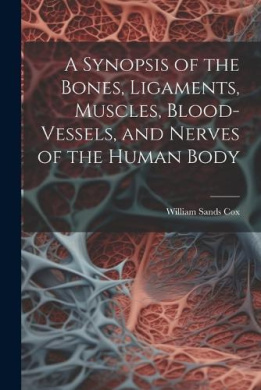 A Synopsis of the
Bones, Ligaments,
Muscles, Blood-
Vessels, and Nerves
of the Human Body
William Sands Cox